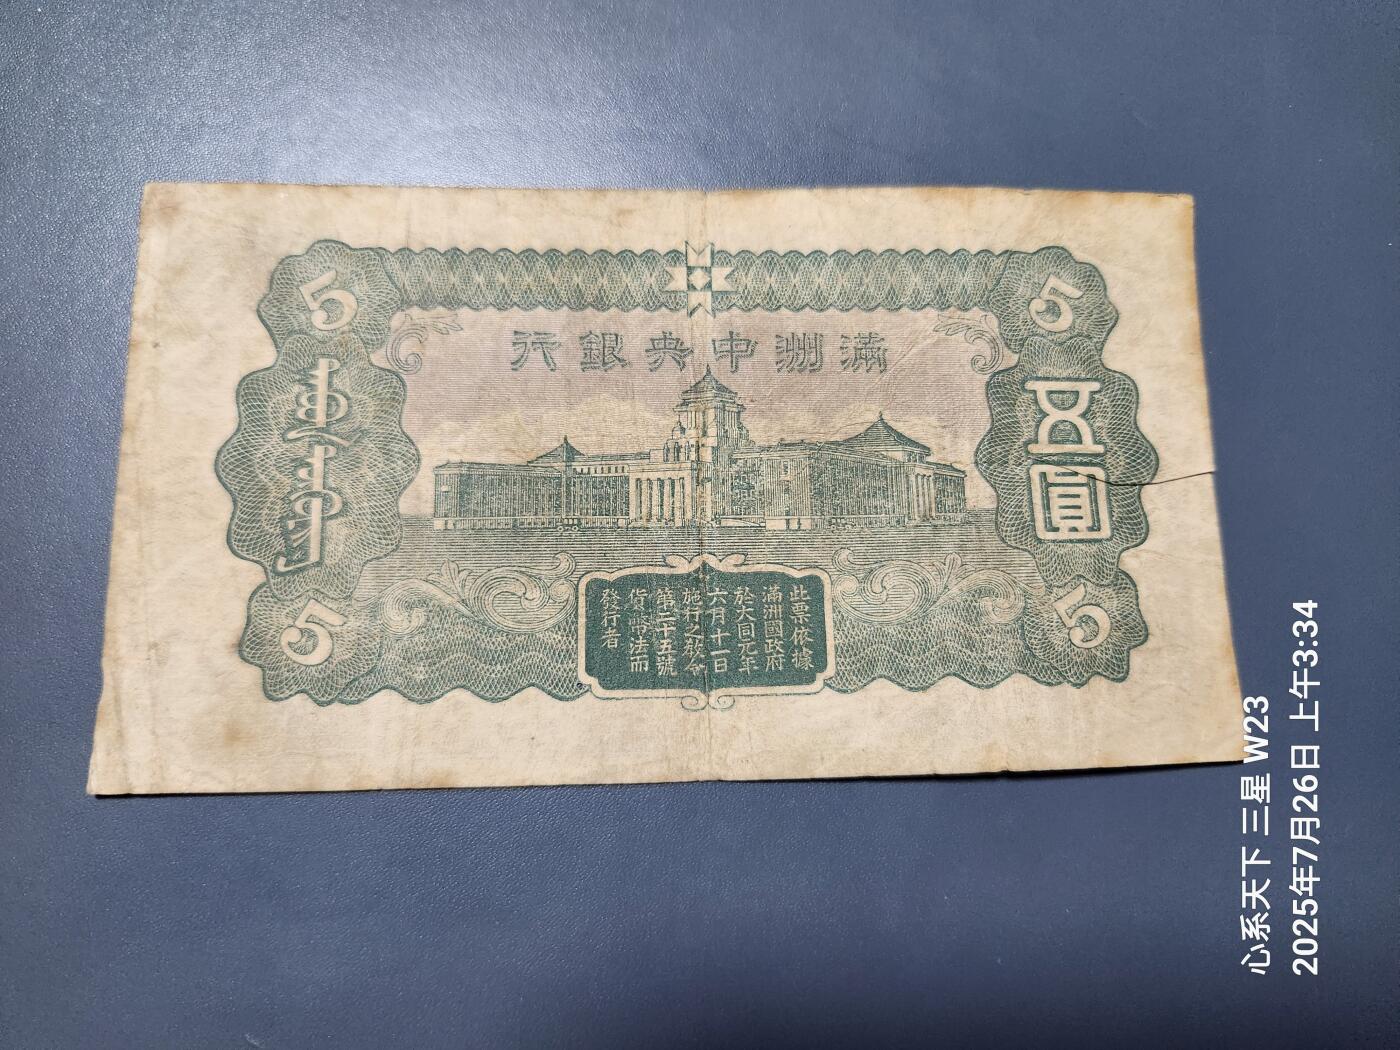 5
5
滿洲中央銀行
五圓
此票依據
滿洲國政府
於大同元年
六月十一日
施行之敎令
第二十五號
貨幣法而
發行者
5
5
心系天下 三星 W23
2025年7月26日 上午3:34